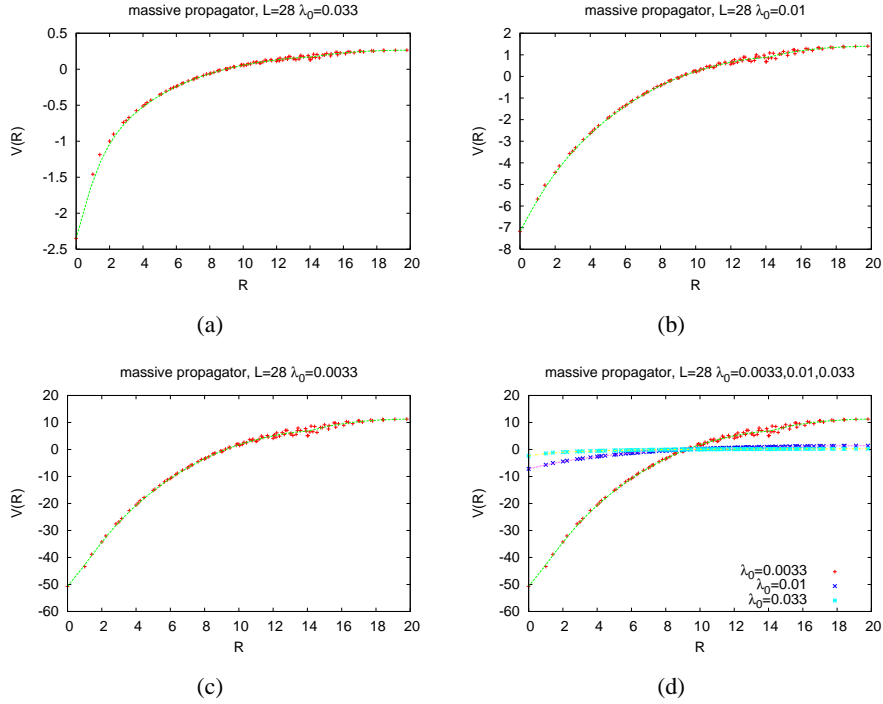 massive propagator, L=28 λ0=0.033
0.5
0
-0.5
-1
-1.5
-2
-2.5
V(R)
0 2 4 6 8 10 12 14 16 18 20
R
(a)
massive propagator, L=28 λ0=0.01
2
1
0
-1
-2
-3
-4
-5
-6
-7
-8
V(R)
0 2 4 6 8 10 12 14 16 18 20
R
(b)
massive propagator, L=28 λ0=0.0033
20
10
0
-10
-20
-30
-40
-50
-60
V(R)
0 2 4 6 8 10 12 14 16 18 20
R
(c)
massive propagator, L=28 λ0=0.0033,0.01,0.033
20
10
0
-10
-20
-30
-40
-50
-60
V(R)
λ0=0.0033
λ0=0.01
λ0=0.033
0 2 4 6 8 10 12 14 16 18 20
R
(d)